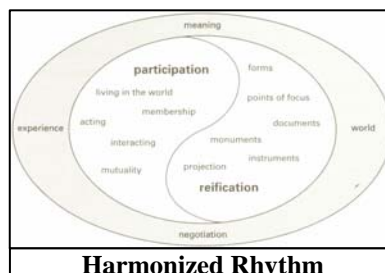 meaning
participation
forms
living in the world
points of focus
membership
documents
acting
experience
world
monuments
interacting
instruments
projection
mutuality
reification
negotiation
Harmonized Rhythm